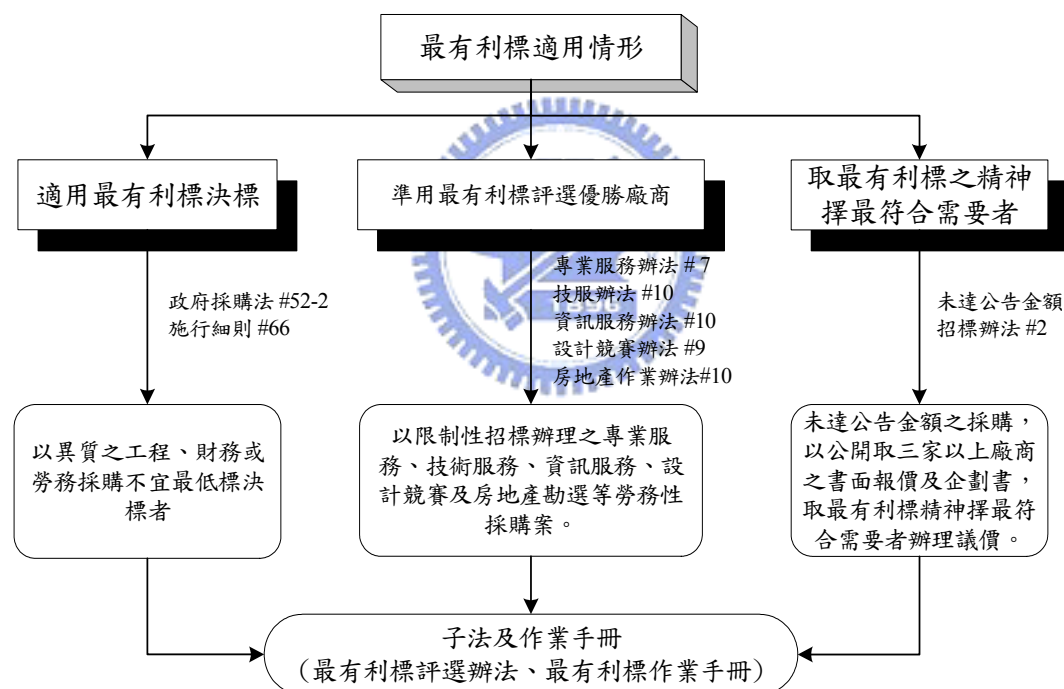 最有利標適用情形
適用最有利標決標
準用最有利標評選優勝廠商
取最有利標之精神
擇最符合需要者
政府採購法 #52-2
施行細則 #66
專業服務辦法 # 7
技服辦法 #10
資訊服務辦法 #10
設計競賽辦法 #9
房地產作業辦法#10
未達公告金額
招標辦法 #2
以異質之工程、財務或
勞務採購不宜最低標決
標者
以限制性招標辦理之專業服
務、技術服務、資訊服務、設
計競賽及房地產勘選等勞務性
採購案。
未達公告金額之採購，
以公開取三家以上廠商
之書面報價及企劃書，
取最有利標精神擇最符
合需要者辦理議價。
子法及作業手冊
（最有利標評選辦法、最有利標作業手冊）
1896